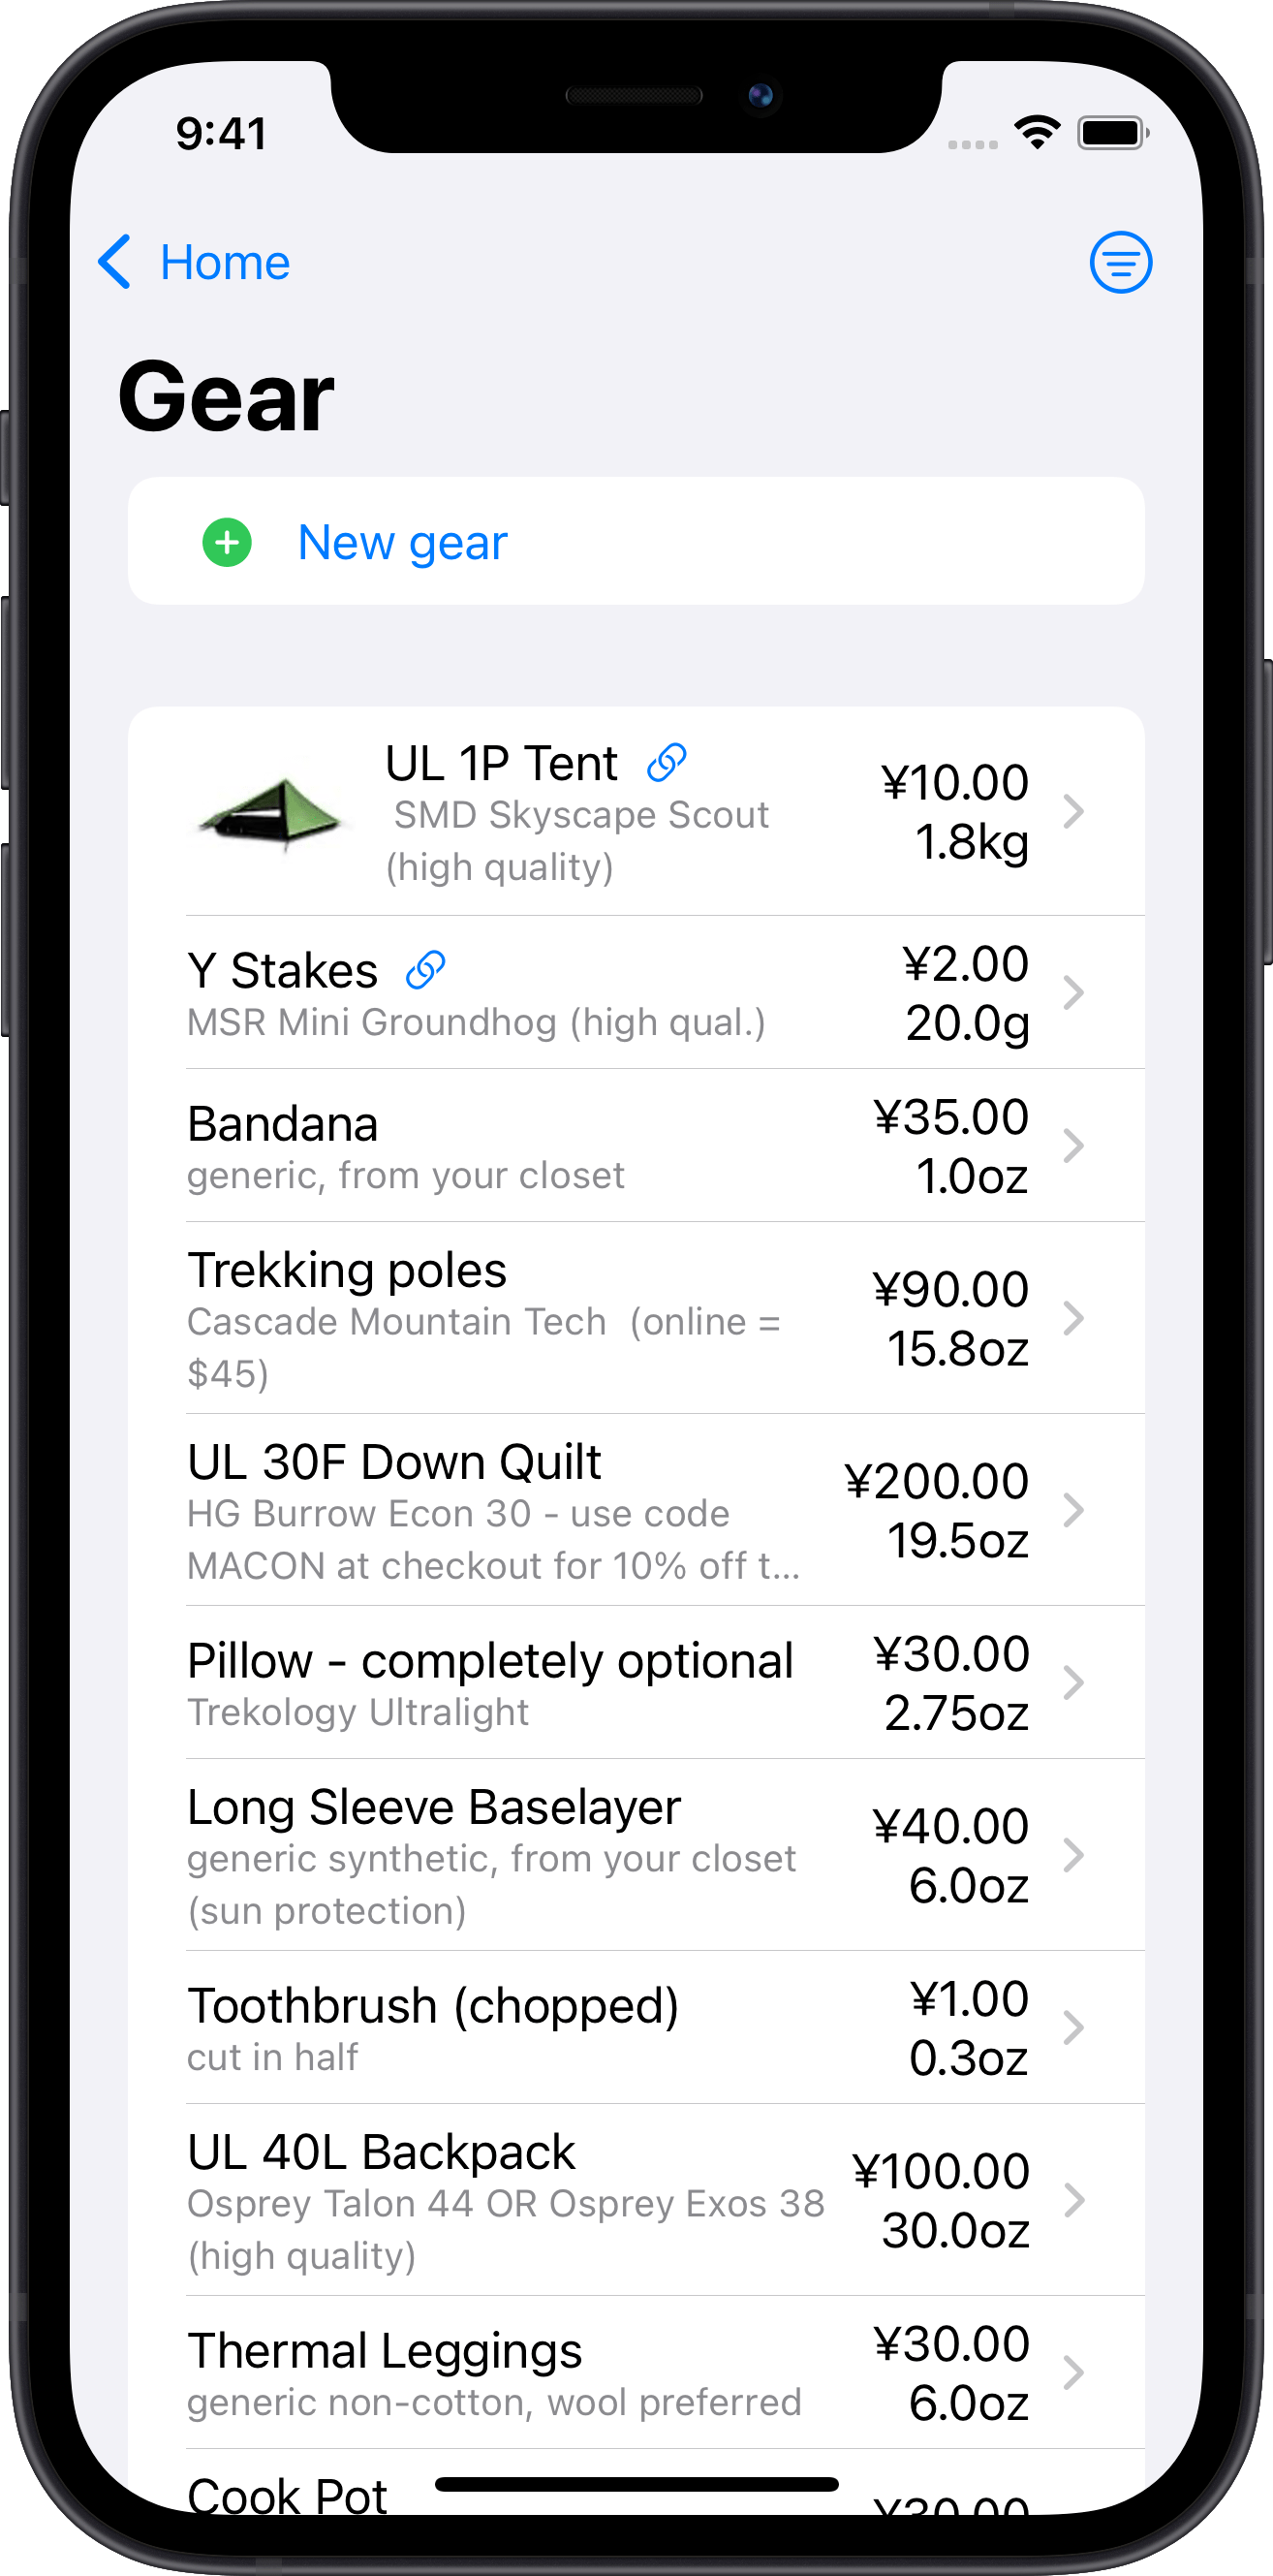 9:41
Home
Gear
New gear
UL 1P Tent
SMD Skyscape Scout
(high quality)
¥10.00
1.8kg
Y Stakes
MSR Mini Groundhog (high qual.)
¥2.00
20.0g
Bandana
generic, from your closet
¥35.00
1.0oz
Trekking poles
Cascade Mountain Tech  (online =
$45)
¥90.00
15.8oz
UL 30F Down Quilt
HG Burrow Econ 30 - use code
MACON at checkout for 10% off t...
¥200.00
19.5oz
Pillow - completely optional
Trekology Ultralight
¥30.00
2.75oz
Long Sleeve Baselayer
generic synthetic, from your closet
(sun protection)
¥40.00
6.0oz
Toothbrush (chopped)
cut in half
¥1.00
0.3oz
UL 40L Backpack
Osprey Talon 44 OR Osprey Exos 38
(high quality)
¥100.00
30.0oz
Thermal Leggings
generic non-cotton, wool preferred
¥30.00
6.0oz
Cook Pot
¥30.00